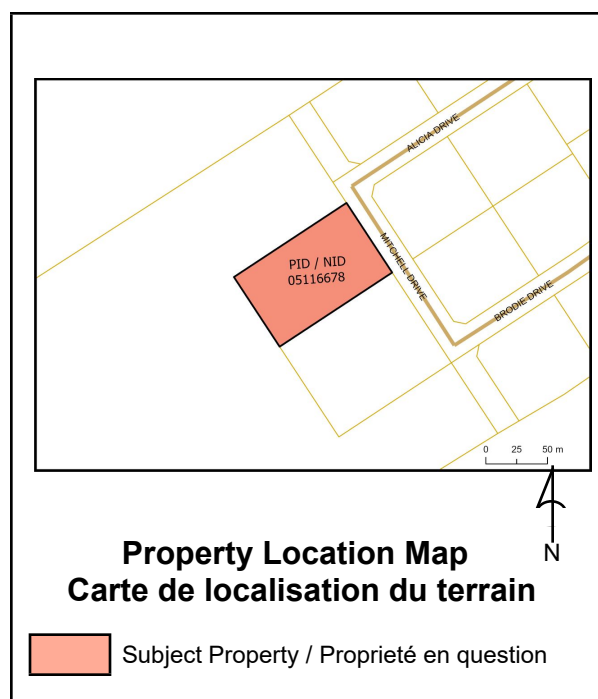 ALICIA DRIVE
PID / NID
05116678
MITCHELL DRIVE
BRODIE DRIVE
0 25 50 m
N
Property Location Map
Carte de localisation du terrain
Subject Property / Proprieté en question